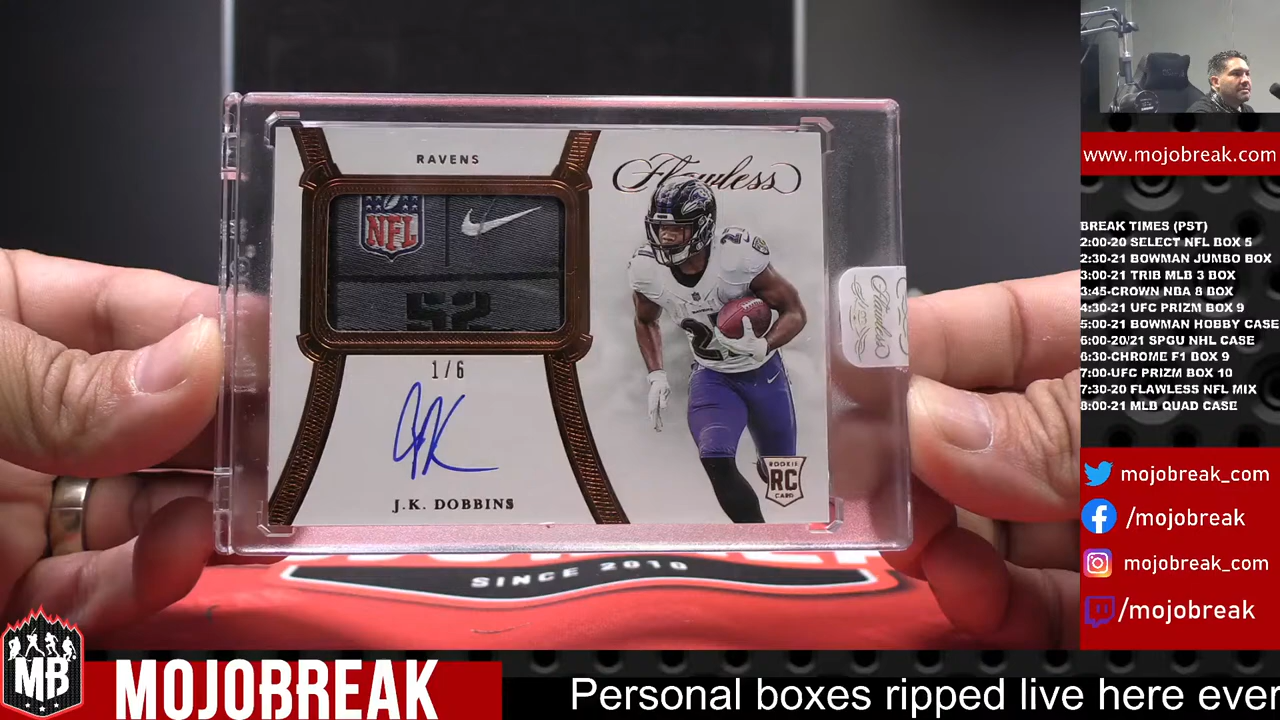 RAVENS
Flawless
NFL
52
1/6
JK
J.K. DOBBINS
ROOKIE
RC
CARD
Flawless
SINCE 2010
www.mojobreak.com
BREAK TIMES (PST)
2:00-20 SELECT NFL BOX 5
2:30-21 BOWMAN JUMBO BOX
3:00-21 TRIB MLB 3 BOX
3:45-CROWN NBA 8 BOX
4:30-21 UFC PRIZM BOX 9
5:00-21 BOWMAN HOBBY CASE
6:00-20/21 SPGU NHL CASE
6:30-CHROME F1 BOX 9
7:00-UFC PRIZM BOX 10
7:30-20 FLAWLESS NFL MIX
8:00-21 MLB QUAD CASE
mojobreak_com
/mojobreak
mojobreak_com
/mojobreak
MB
MOJOBREAK
Personal boxes ripped live here ever